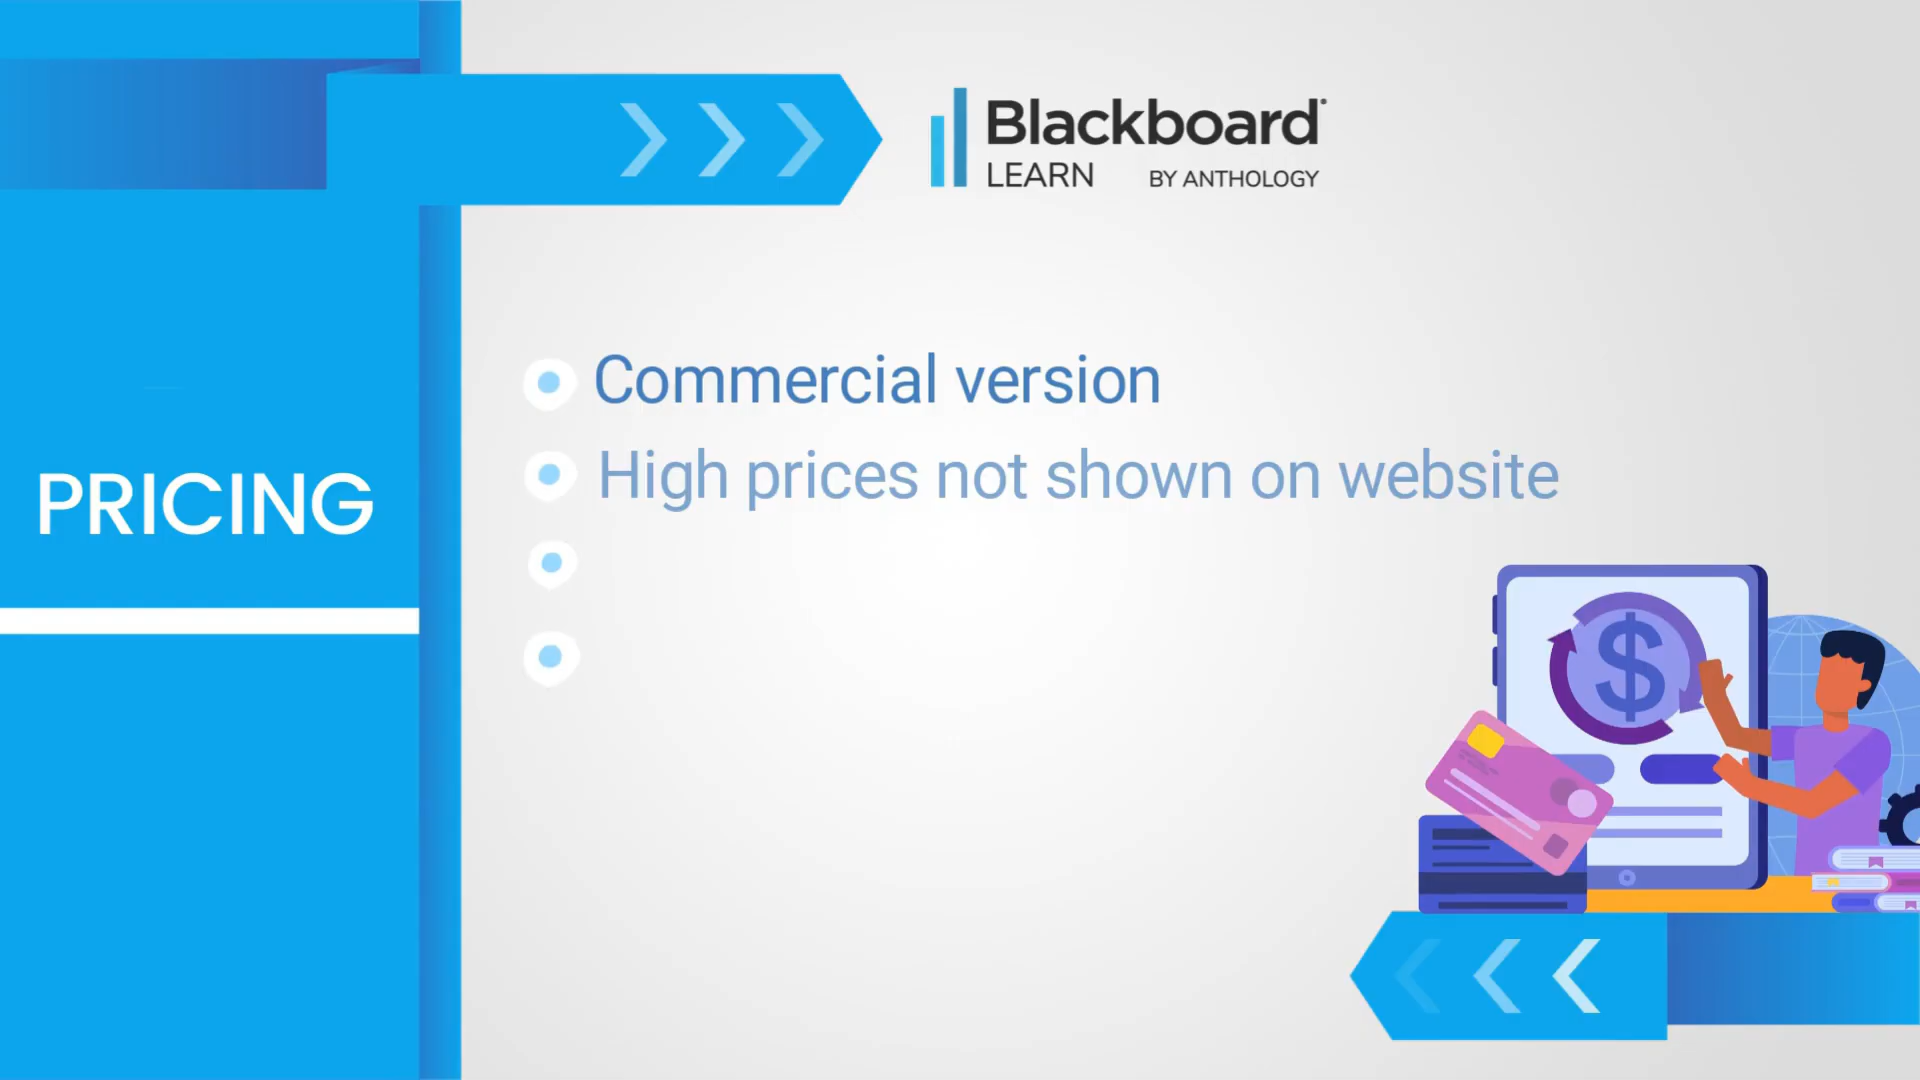 Blackboard
LEARN BY ANTHOLOGY
Commercial version
High prices not shown on website
PRICING
$